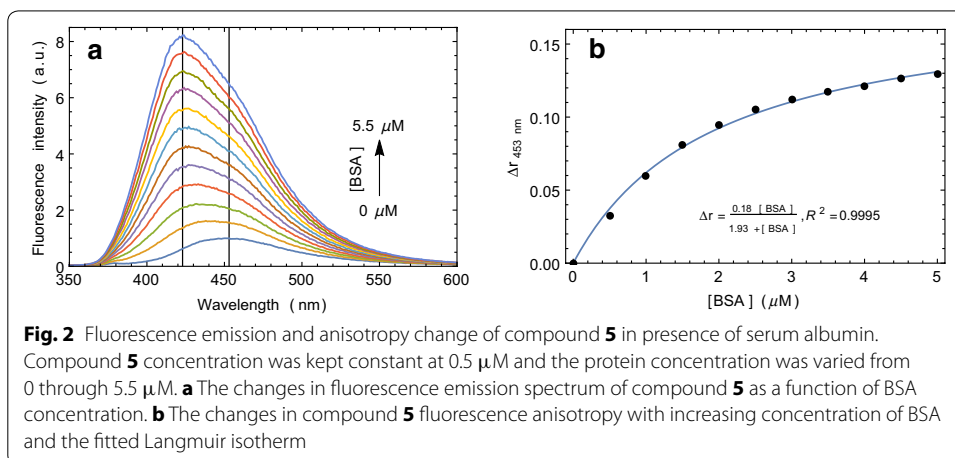 a
Fluorescence intensity (a.u.)
8
6
4
2
0
350 400 450 500 550 600
Wavelength (nm)
5.5 μM
[BSA]
0 μM
b
Δr 453 nm
0.15
0.10
0.05
0.00
0 1 2 3 4 5
[BSA] (μM)
Δr = 0.18 [BSA] / 1.93 + [BSA] , R² = 0.9995
Fig. 2 Fluorescence emission and anisotropy change of compound 5 in presence of serum albumin.
Compound 5 concentration was kept constant at 0.5 μM and the protein concentration was varied from
0 through 5.5 μM. a The changes in fluorescence emission spectrum of compound 5 as a function of BSA
concentration. b The changes in compound 5 fluorescence anisotropy with increasing concentration of BSA
and the fitted Langmuir isotherm